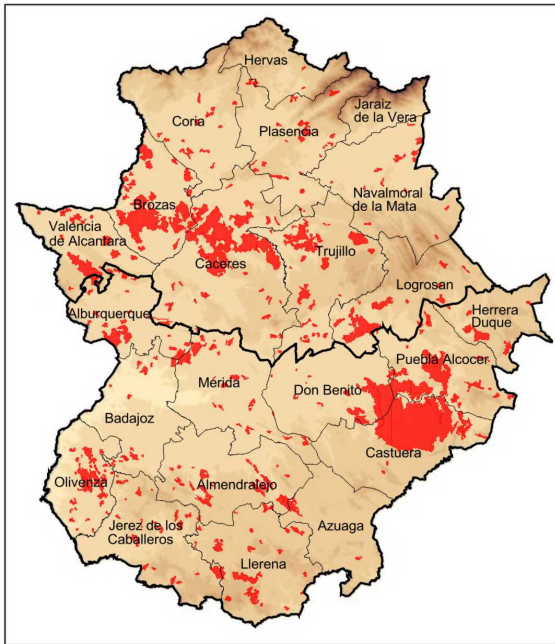 Hervas
Jaraiz
de la Vera
Coria
Plasencia
Navalmoral
de la Mata
Brozas
Valencia
de Alcantara
Trujillo
Caceres
Logrosan
Alburquerque
Herrera
Duque
Puebla Alcocer
Mérida
Don Benito
Badajoz
Castuera
Olivenza
Almendralejo
Jerez de los
Caballeros
Azuaga
Llerena